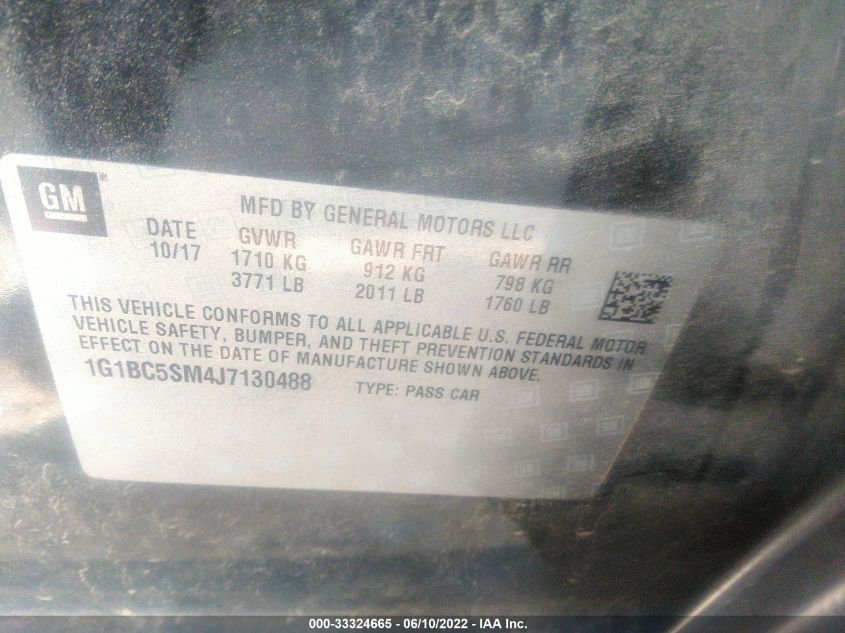 GM
MFD BY GENERAL MOTORS LLC
DATE GVWR GAWR FRT GAWR RR
10/17 1710 KG 912 KG 798 KG
3771 LB 2011 LB 1760 LB
THIS VEHICLE CONFORMS TO ALL APPLICABLE U.S. FEDERAL MOTOR
VEHICLE SAFETY, BUMPER, AND THEFT PREVENTION STANDARDS IN
EFFECT ON THE DATE OF MANUFACTURE SHOWN ABOVE.
1G1BC5SM4J7130488 TYPE: PASS CAR
000-33324665 - 06/10/2022 - IAA Inc.